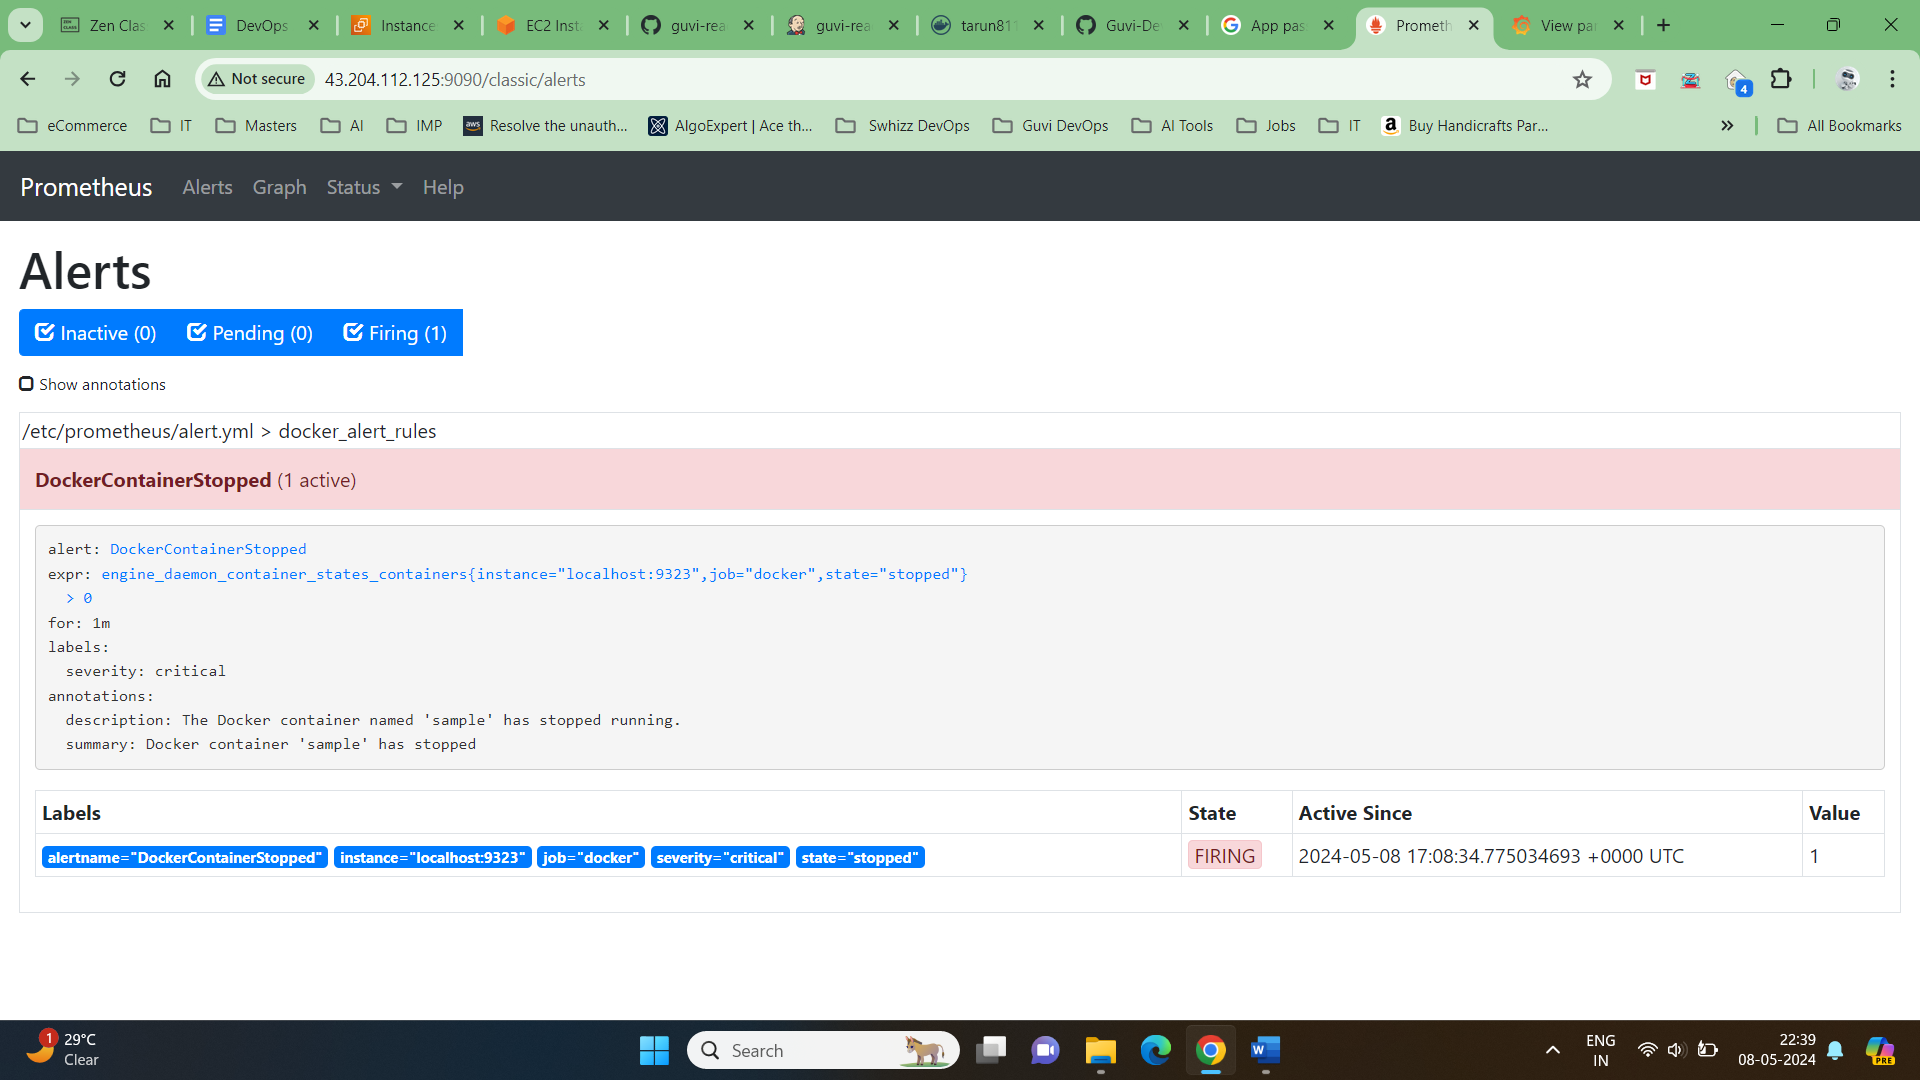 Zen Clas
DevOps
Instance
EC2 Inst
guvi-rea
guvi-rea
tarun811
Guvi-De
App pas
Prometh
View pa
Not secure
43.204.112.125:9090/classic/alerts
4
eCommerce
IT
Masters
AI
IMP
aws
Resolve the unauth...
AlgoExpert | Ace th...
Swhizz DevOps
Guvi DevOps
AI Tools
Jobs
IT
Buy Handicrafts Par...
»
All Bookmarks
Prometheus
Alerts
Graph
Status
Help
Alerts
Inactive (0)
Pending (0)
Firing (1)
Show annotations
/etc/prometheus/alert.yml > docker_alert_rules
DockerContainerStopped (1 active)
alert: DockerContainerStopped
expr: engine_daemon_container_states_containers{instance="localhost:9323",job="docker",state="stopped"}
> 0
for: 1m
labels:
severity: critical
annotations:
description: The Docker container named 'sample' has stopped running.
summary: Docker container 'sample' has stopped
Labels
State
Active Since
Value
alertname="DockerContainerStopped"
instance="localhost:9323"
job="docker"
severity="critical"
state="stopped"
FIRING
2024-05-08 17:08:34.775034693 +0000 UTC
1
1
29°C
Clear
Search
ENG
IN
22:39
08-05-2024
PRE